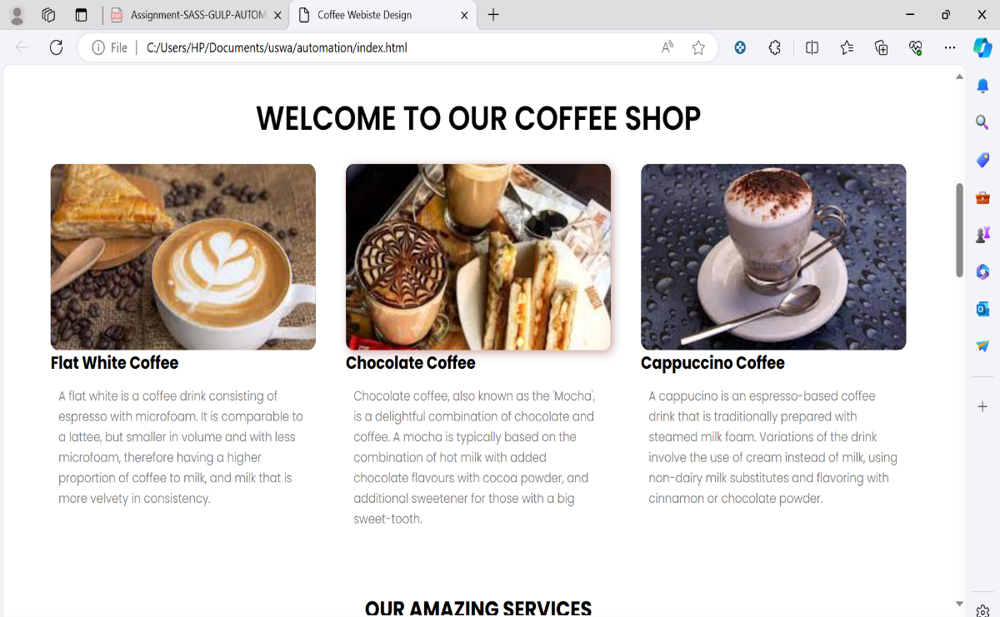 Assignment-SASS-GULP-AUTOM
Coffee Webiste Design
File
C:/Users/HP/Documents/uswa/automation/index.html
WELCOME TO OUR COFFEE SHOP
Flat White Coffee
A flat white is a coffee drink consisting of
espresso with microfoam. It is comparable to
a lattee, but smaller in volume and with less
microfoam, therefore having a higher
proportion of coffee to milk, and milk that is
more velvety in consistency.
Chocolate Coffee
Chocolate coffee, also known as the 'Mocha',
is a delightful combination of chocolate and
coffee. A mocha is typically based on the
combination of hot milk with added
chocolate flavours with cocoa powder, and
additional sweetener for those with a big
sweet-tooth.
Cappuccino Coffee
A cappucino is an espresso-based coffee
drink that is traditionally prepared with
steamed milk foam. Variations of the drink
involve the use of cream instead of milk, using
non-dairy milk substitutes and flavoring with
cinnamon or chocolate powder.
OUR AMAZING SERVICES